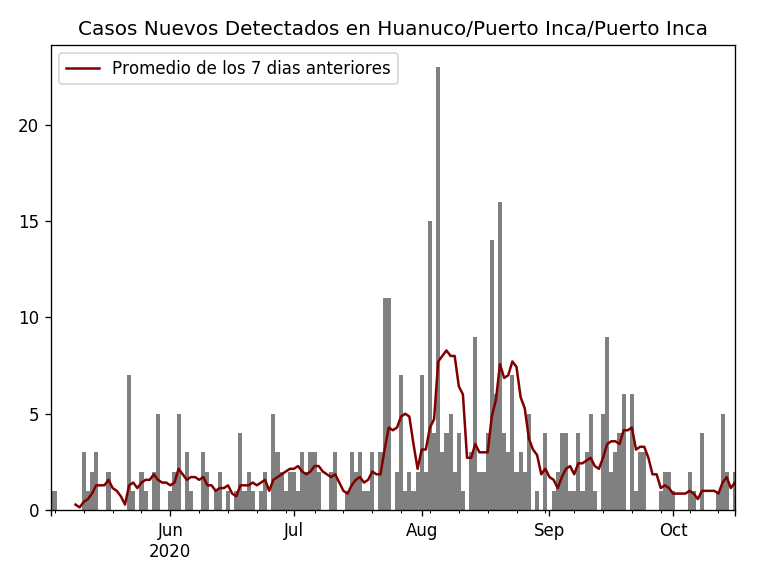 Casos Nuevos Detectados en Huanuco/Puerto Inca/Puerto Inca
Promedio de los 7 dias anteriores
20
15
10
5
0
Jun
2020
Jul
Aug
Sep
Oct